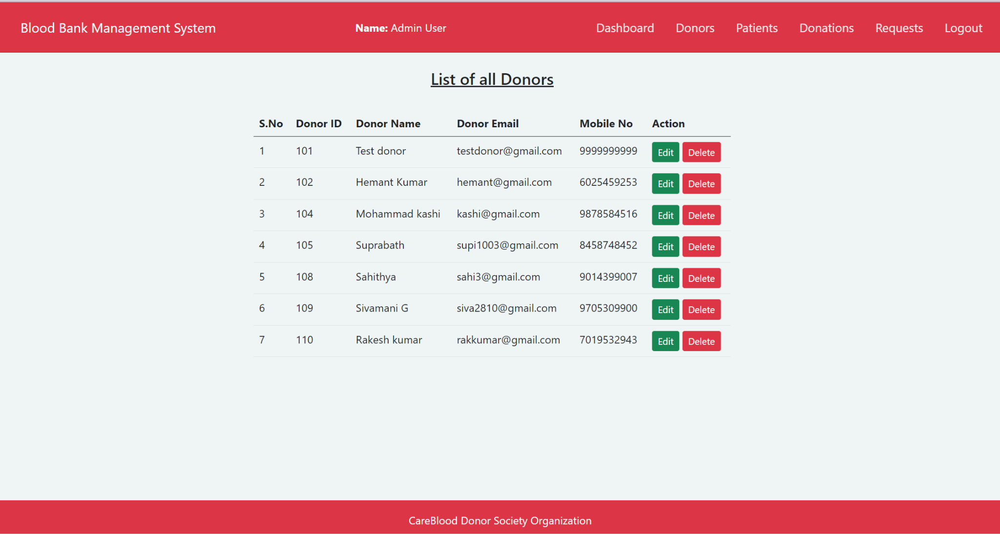 Blood Bank Management System Name: Admin User Dashboard Donors Patients Donations Requests Logout
List of all Donors
S.No Donor ID Donor Name Donor Email Mobile No Action
1 101 Test donor testdonor@gmail.com 9999999999 Edit Delete
2 102 Hemant Kumar hemant@gmail.com 6025459253 Edit Delete
3 104 Mohammad kashi kashi@gmail.com 9878584516 Edit Delete
4 105 Suprabath supi1003@gmail.com 8458748452 Edit Delete
5 108 Sahithya sahi3@gmail.com 9014399007 Edit Delete
6 109 Sivamani G siva2810@gmail.com 9705309900 Edit Delete
7 110 Rakesh kumar rakkumar@gmail.com 7019532943 Edit Delete
CareBlood Donor Society Organization